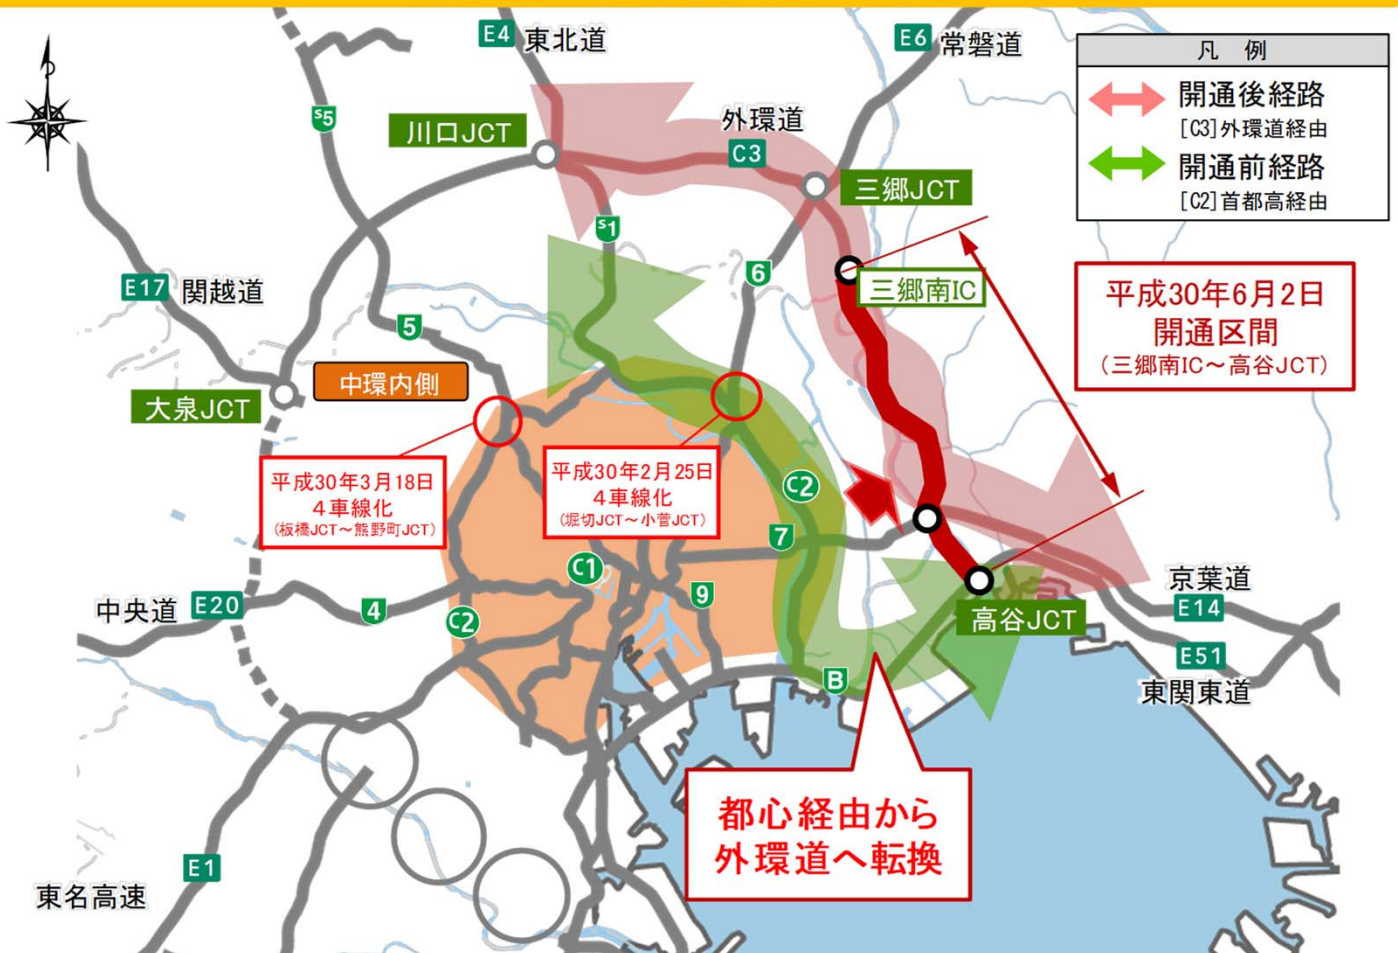 E4 東北道
E6 常磐道
凡 例
開通後経路
[C3]外環道経由
開通前経路
[C2]首都高経由
S5
川口JCT
外環道
C3
三郷JCT
S1
6
三郷南IC
平成30年6月2日
開通区間
(三郷南IC～高谷JCT)
E17 関越道
5
中環内側
大泉JCT
平成30年3月18日
4車線化
(板橋JCT～熊野町JCT)
平成30年2月25日
4車線化
(堀切JCT～小菅JCT)
C2
7
C1
9
中央道 E20
4
C2
京葉道
E14
高谷JCT
E51
東関東道
B
都心経由から
外環道へ転換
E1
東名高速